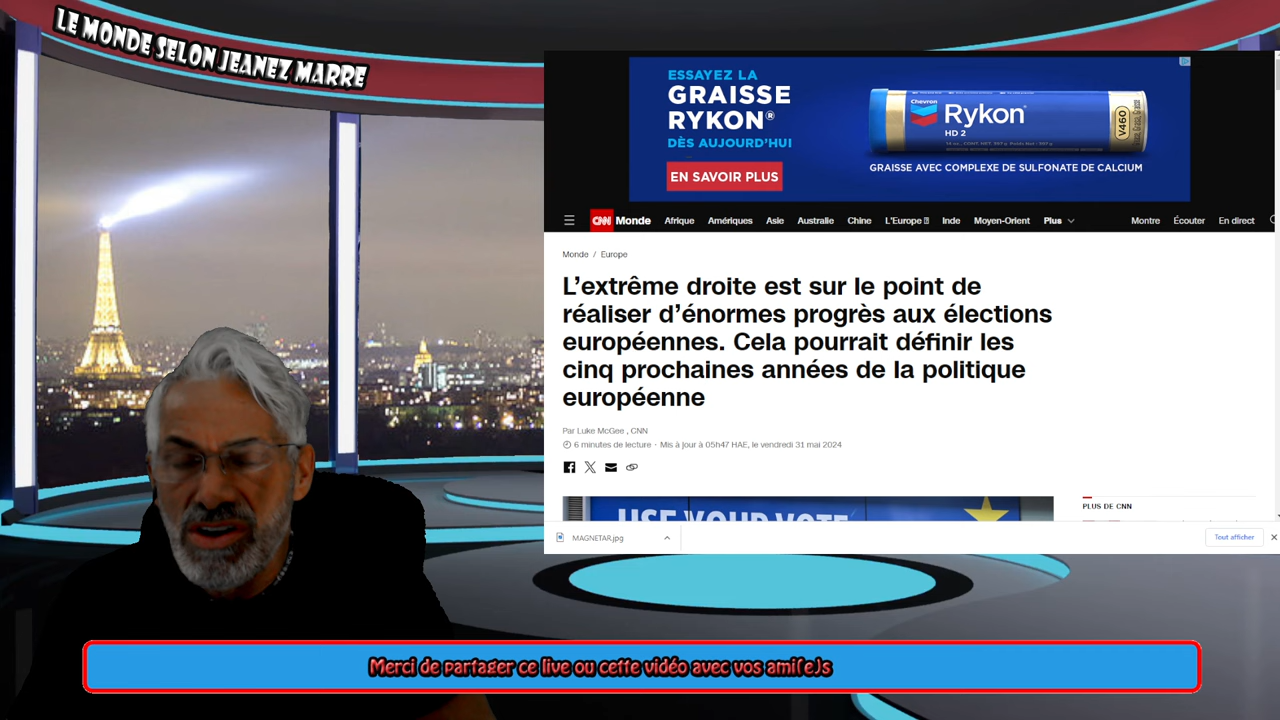 LE MONDE SELON JEANEZ MARRE
ESSAYEZ LA
GRAISSE
RYKON®
DÈS AUJOURD'HUI
EN SAVOIR PLUS
Chevron
Rykon
HD 2
V460
GRAISSE AVEC COMPLEXE DE SULFONATE DE CALCIUM
CNN Monde Afrique Amériques Asie Australie Chine L'Europe Inde Moyen-Orient Plus Montre Écouter En direct
Monde / Europe
L’extrême droite est sur le point de
réaliser d’énormes progrès aux élections
européennes. Cela pourrait définir les
cinq prochaines années de la politique
européenne
Par Luke McGee , CNN
6 minutes de lecture · Mis à jour à 05h47 HAE, le vendredi 31 mai 2024
USE YOUR VOTE
PLUS DE CNN
MAGNETAR.jpg
Tout afficher
Merci de partager ce live ou cette vidéo avec vos ami(e)s